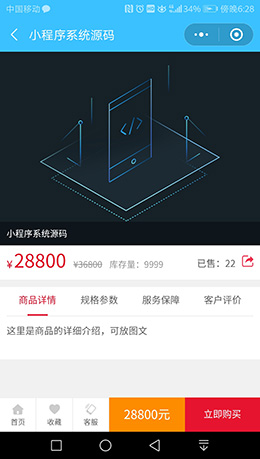 中国移动 34% 傍晚6:28
小程序系统源码
</>
小程序系统源码
¥28800 ¥36800 库存量：9999 已售：22
商品详情 规格参数 服务保障 客户评价
这里是商品的详细介绍，可放图文
首页 收藏 客服 28800元 立即购买